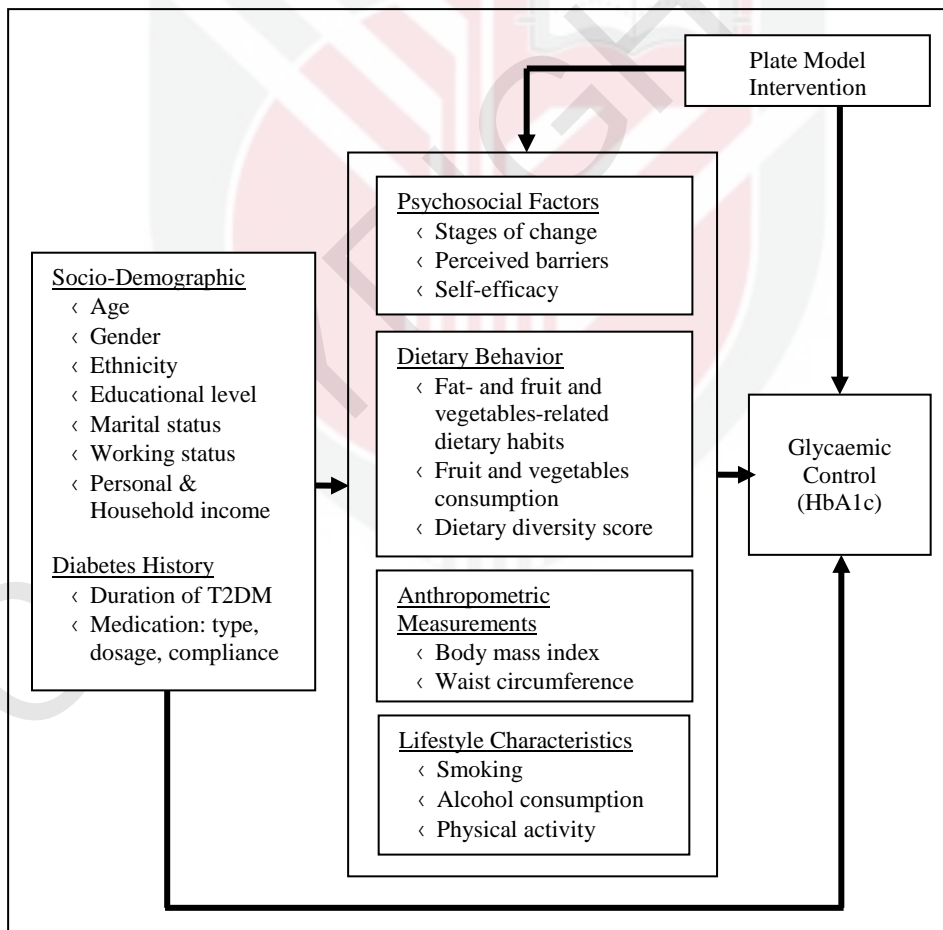 Plate Model
Intervention
Socio-Demographic
‹ Age
‹ Gender
‹ Ethnicity
‹ Educational level
‹ Marital status
‹ Working status
‹ Personal &
Household income
Diabetes History
‹ Duration of T2DM
‹ Medication: type,
dosage, compliance
Psychosocial Factors
‹ Stages of change
‹ Perceived barriers
‹ Self-efficacy
Dietary Behavior
‹ Fat- and fruit and
vegetables-related
dietary habits
‹ Fruit and vegetables
consumption
‹ Dietary diversity score
Anthropometric
Measurements
‹ Body mass index
‹ Waist circumference
Lifestyle Characteristics
‹ Smoking
‹ Alcohol consumption
‹ Physical activity
Glycaemic
Control
(HbA1c)